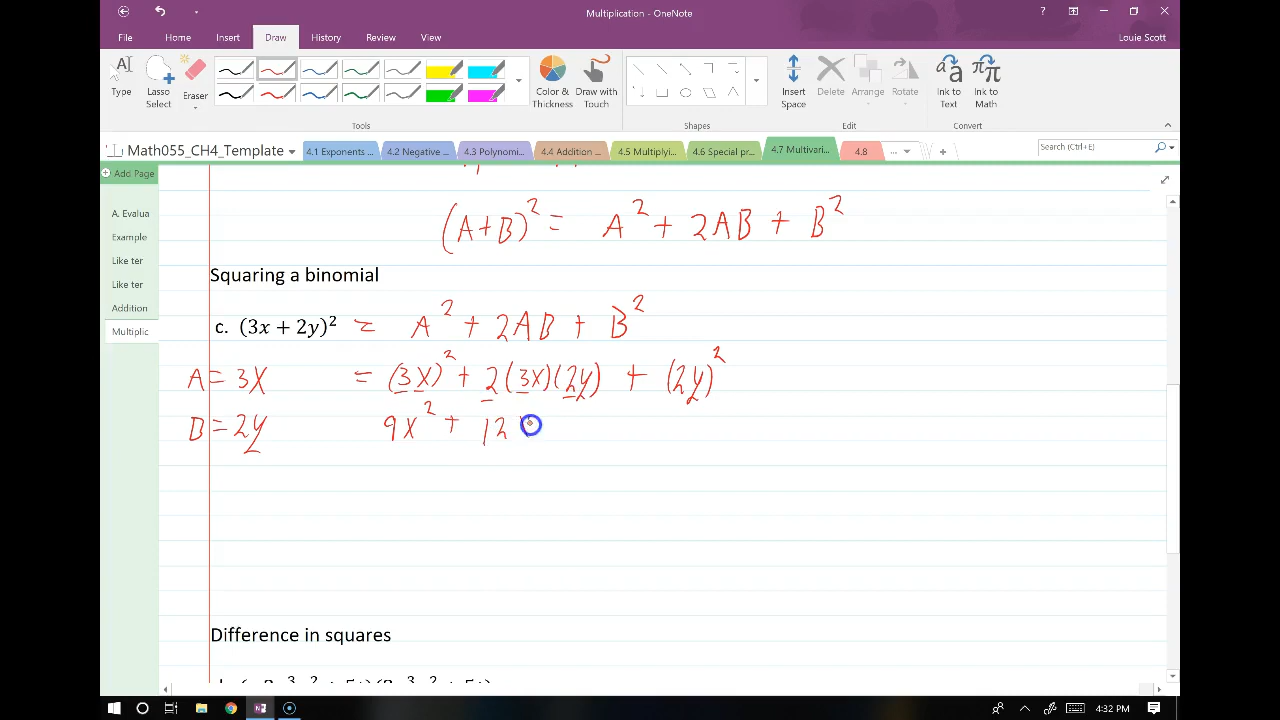 Multiplication - OneNote
File Home Insert Draw History Review View Louie Scott
Type Lasso Select Eraser Color & Thickness Draw with Touch Insert Space Delete Arrange Rotate Ink to Text Ink to Math
Tools Shapes Edit Convert
Math055_CH4_Template 4.1 Exponents ... 4.2 Negative ... 4.3 Polynomi... 4.4 Addition ... 4.5 Multiplyi... 4.6 Special pr... 4.7 Multivari... 4.8 ... Search (Ctrl+E)
Add Page
A. Evalua
Example
Like ter
Like ter
Addition
Multiplic
(A+B)² = A² + 2AB + B²
Squaring a binomial
c. (3x + 2y)² = A² + 2AB + B²
A = 3x = (3x)² + 2(3x)(2y) + (2y)²
B = 2y 9x² + 12
Difference in squares
4:32 PM